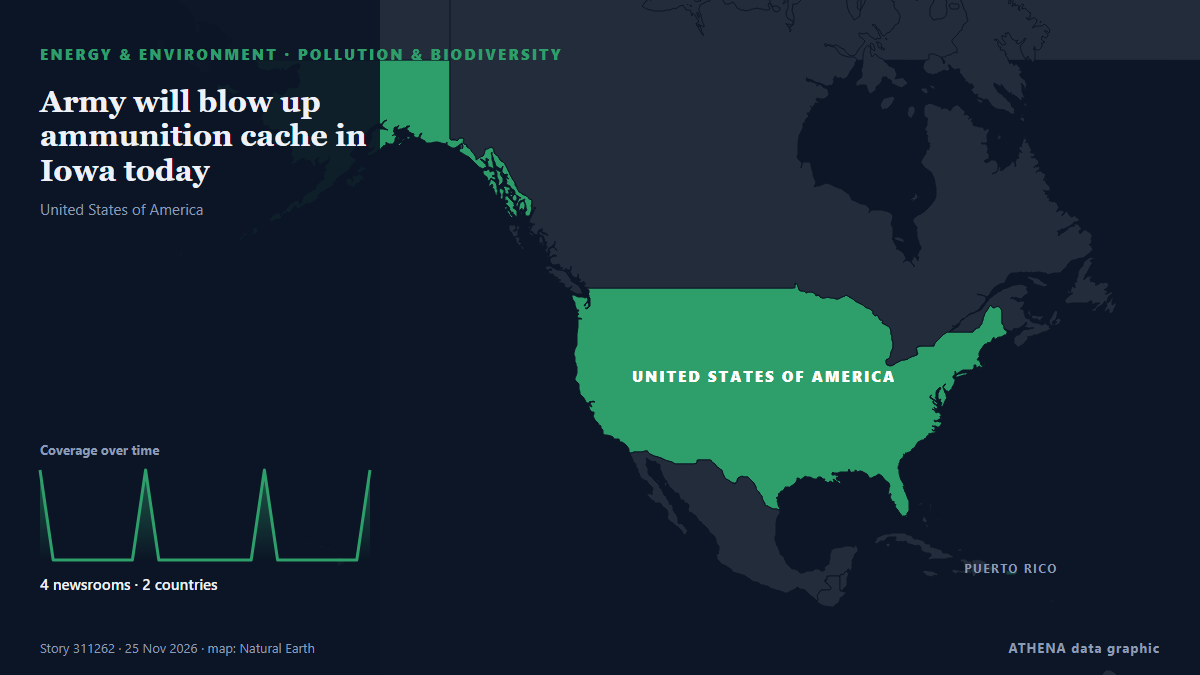 ENERGY & ENVIRONMENT · POLLUTION & BIODIVERSITY
Army will blow up
ammunition cache in
Iowa today
United States of America
UNITED STATES OF AMERICA
Coverage over time
4 newsrooms · 2 countries
PUERTO RICO
Story 311262 · 25 Nov 2026 · map: Natural Earth
ATHENA data graphic